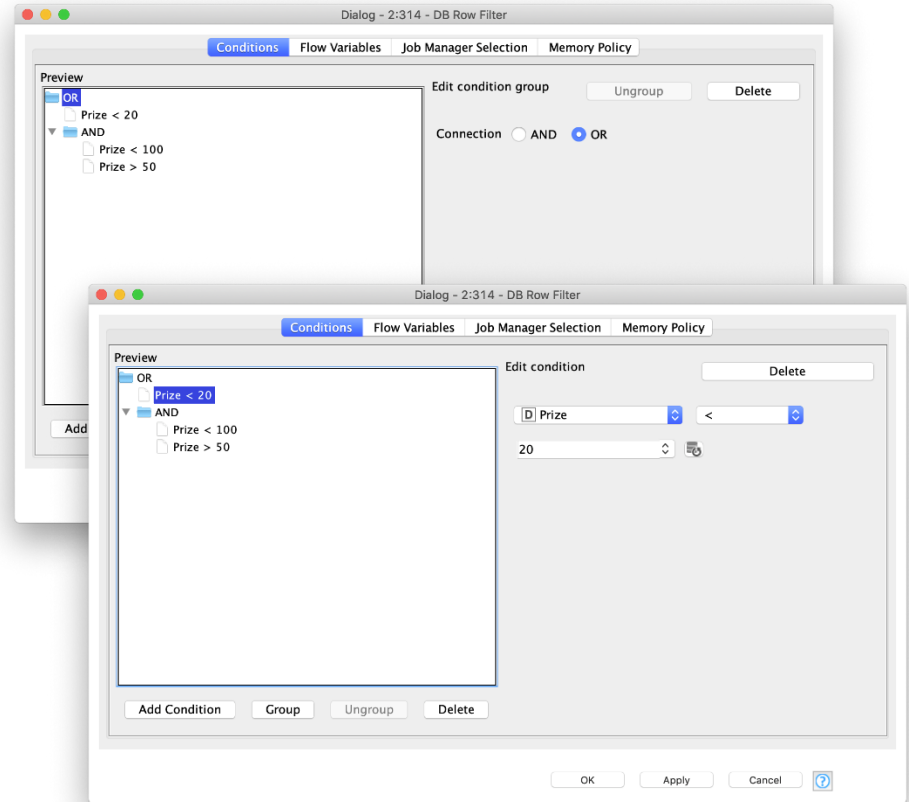 Dialog - 2:314 - DB Row Filter
Conditions Flow Variables Job Manager Selection Memory Policy
Preview
OR
Prize < 20
AND
Prize < 100
Prize > 50
Edit condition group Ungroup Delete
Connection AND OR
Add
Dialog - 2:314 - DB Row Filter
Conditions Flow Variables Job Manager Selection Memory Policy
Preview
OR
Prize < 20
AND
Prize < 100
Prize > 50
Edit condition Delete
D Prize <
20
Add Condition Group Ungroup Delete
OK Apply Cancel ?